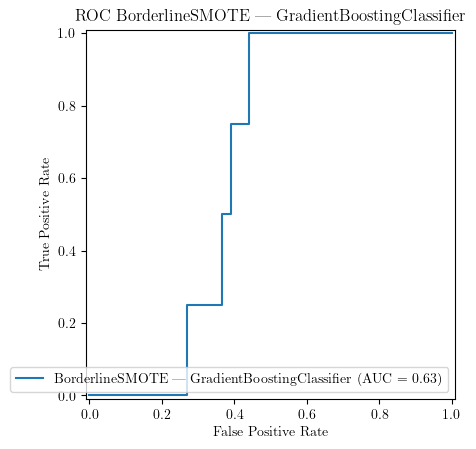 ROC BorderlineSMOTE — GradientBoostingClassifier
1.0
0.8
0.6
0.4
0.2
0.0
True Positive Rate
BorderlineSMOTE — GradientBoostingClassifier (AUC = 0.63)
0.0 0.2 0.4 0.6 0.8 1.0
False Positive Rate